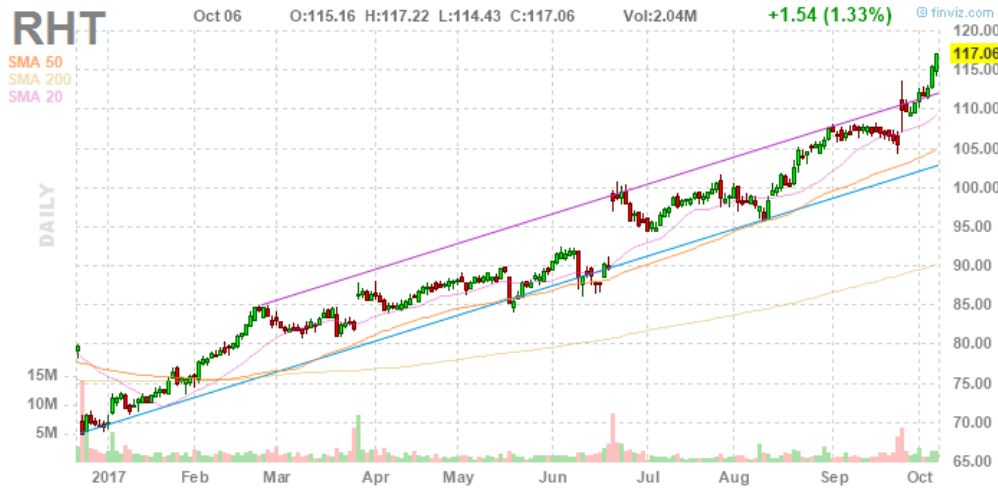 RHT Oct 06 O:115.16 H:117.22 L:114.43 C:117.06 Vol:2.04M +1.54 (1.33%) finviz.com
SMA 50
SMA 200
SMA 20
DAILY
120.00
117.06
115.00
110.00
105.00
100.00
95.00
90.00
85.00
80.00
75.00
70.00
65.00
15M
10M
5M
2017 Feb Mar Apr May Jun Jul Aug Sep Oct